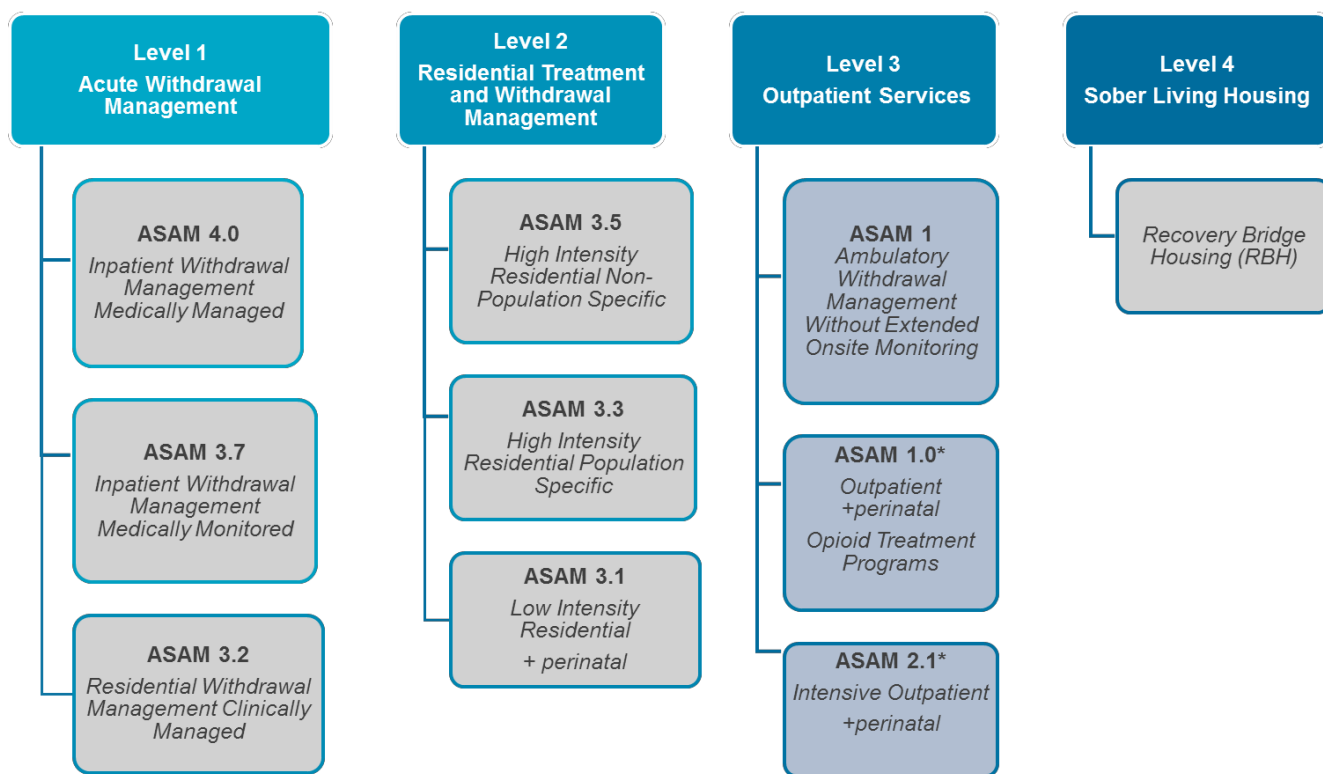 Level 1
Acute Withdrawal
Management
ASAM 4.0
Inpatient Withdrawal
Management
Medically Managed
ASAM 3.7
Inpatient Withdrawal
Management
Medically Monitored
ASAM 3.2
Residential Withdrawal
Management Clinically
Managed
Level 2
Residential Treatment
and Withdrawal
Management
ASAM 3.5
High Intensity
Residential Non-
Population Specific
ASAM 3.3
High Intensity
Residential Population
Specific
ASAM 3.1
Low Intensity
Residential
+ perinatal
Level 3
Outpatient Services
ASAM 1
Ambulatory
Withdrawal
Management
Without Extended
Onsite Monitoring
ASAM 1.0*
Outpatient
+perinatal
Opioid Treatment
Programs
ASAM 2.1*
Intensive Outpatient
+perinatal
Level 4
Sober Living Housing
Recovery Bridge
Housing (RBH)